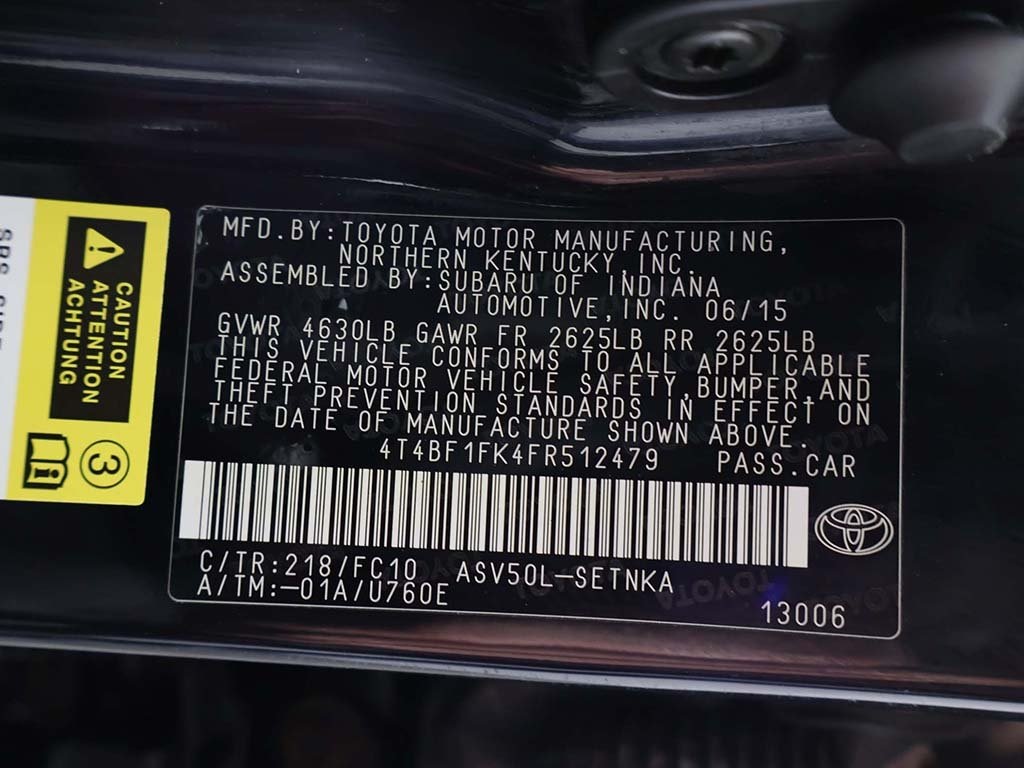 MFD.BY:TOYOTA MOTOR MANUFACTURING,
NORTHERN KENTUCKY,INC.
ASSEMBLED BY:SUBARU OF INDIANA
AUTOMOTIVE,INC. 06/15
GVWR 4630LB GAWR FR 2625LB RR 2625LB
THIS VEHICLE CONFORMS TO ALL APPLICABLE
FEDERAL MOTOR VEHICLE SAFETY,BUMPER,AND
THEFT PREVENTION STANDARDS IN EFFECT ON
THE DATE OF MANUFACTURE SHOWN ABOVE.
4T4BF1FK4FR512479 PASS.CAR
C/TR:218/FC10 ASV50L-SETNKA
A/TM:-01A/U760E
13006
CAUTION
ATTENTION
ACHTUNG
3